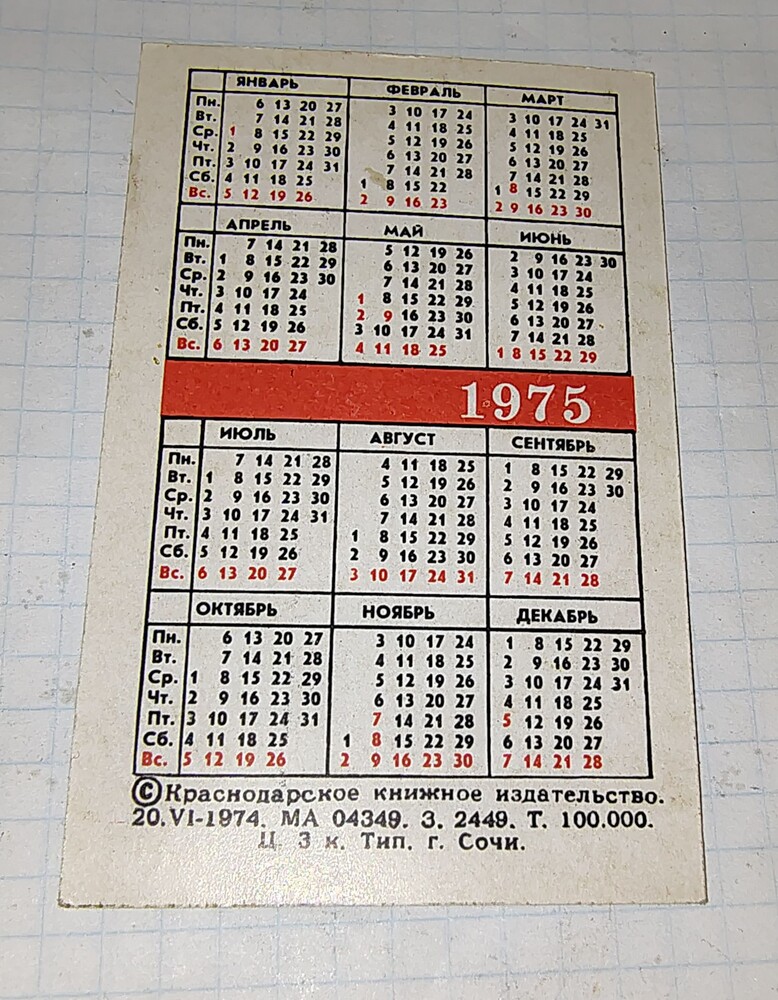 ЯНВАРЬ ФЕВРАЛЬ МАРТ
Пн. 6 13 20 27 3 10 17 24 3 10 17 24 31
Вт. 7 14 21 28 4 11 18 25 4 11 18 25
Ср. 1 8 15 22 29 5 12 19 26 5 12 19 26
Чт. 2 9 16 23 30 6 13 20 27 6 13 20 27
Пт. 3 10 17 24 31 7 14 21 28 7 14 21 28
Сб. 4 11 18 25 1 8 15 22 1 8 15 22 29
Вс. 5 12 19 26 2 9 16 23 2 9 16 23 30
АПРЕЛЬ МАЙ ИЮНЬ
Пн. 7 14 21 28 5 12 19 26 2 9 16 23 30
Вт. 1 8 15 22 29 6 13 20 27 3 10 17 24
Ср. 2 9 16 23 30 7 14 21 28 4 11 18 25
Чт. 3 10 17 24 1 8 15 22 29 5 12 19 26
Пт. 4 11 18 25 2 9 16 23 30 6 13 20 27
Сб. 5 12 19 26 3 10 17 24 31 7 14 21 28
Вс. 6 13 20 27 4 11 18 25 1 8 15 22 29
1975
ИЮЛЬ АВГУСТ СЕНТЯБРЬ
Пн. 7 14 21 28 4 11 18 25 1 8 15 22 29
Вт. 1 8 15 22 29 5 12 19 26 2 9 16 23 30
Ср. 2 9 16 23 30 6 13 20 27 3 10 17 24
Чт. 3 10 17 24 31 7 14 21 28 4 11 18 25
Пт. 4 11 18 25 1 8 15 22 29 5 12 19 26
Сб. 5 12 19 26 2 9 16 23 30 6 13 20 27
Вс. 6 13 20 27 3 10 17 24 31 7 14 21 28
ОКТЯБРЬ НОЯБРЬ ДЕКАБРЬ
Пн. 6 13 20 27 3 10 17 24 1 8 15 22 29
Вт. 7 14 21 28 4 11 18 25 2 9 16 23 30
Ср. 1 8 15 22 29 5 12 19 26 3 10 17 24 31
Чт. 2 9 16 23 30 6 13 20 27 4 11 18 25
Пт. 3 10 17 24 31 7 14 21 28 5 12 19 26
Сб. 4 11 18 25 1 8 15 22 29 6 13 20 27
Вс. 5 12 19 26 2 9 16 23 30 7 14 21 28
©Краснодарское книжное издательство.
20.VI-1974. МА 04349. З. 2449. Т. 100.000.
Ц. 3 к. Тип. г. Сочи.